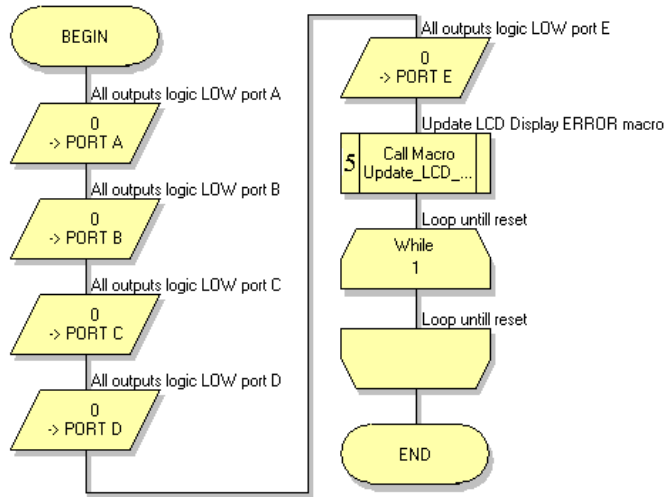 BEGIN
All outputs logic LOW port A
0
-> PORT A
All outputs logic LOW port B
0
-> PORT B
All outputs logic LOW port C
0
-> PORT C
All outputs logic LOW port D
0
-> PORT D
All outputs logic LOW port E
0
-> PORT E
Update LCD Display ERROR macro
5
Call Macro
Update_LCD_...
Loop untill reset
While
1
Loop untill reset
END